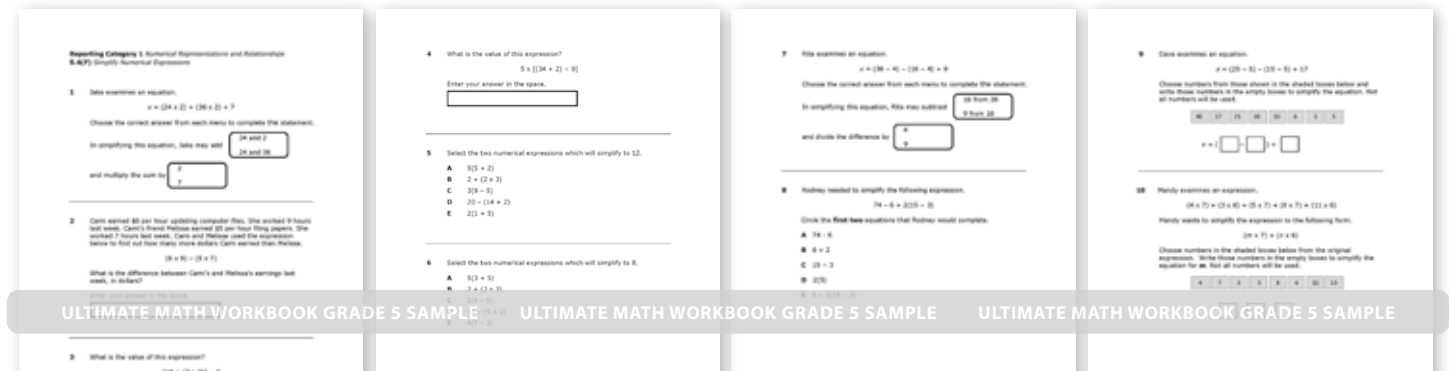 Reporting Category 1 Numerical Representations and Relationships
5.4(F) Simplify Numerical Expressions
1 Jake examines an equation.
Choose the correct answer from each menu to complete the statement.
In simplifying this equation, Jake may add
24 and 2
24 and 36
and multiply the sum by
2
7
2 Cami earned $6 per hour updating computer files. She worked 9 hours
last week. Cami's friend Melissa earned $5 per hour filing papers. She
worked 7 hours last week. Cami and Melissa used the expression
below to find out how many more dollars Cami earned than Melissa.
(6 x 9) − (5 x 7)
What is the difference between Cami's and Melissa's earnings last
week, in dollars?
Enter your answer in the space.
3 What is the value of this expression?
4 What is the value of this expression?
5 x [(34 + 2) − 9]
Enter your answer in the space.
5 Select the two numerical expressions which will simplify to 12.
A 5(5 + 2)
B 2 + (2 x 3)
C 3(9 − 5)
D 20 − (14 + 2)
E 2(1 + 5)
6 Select the two numerical expressions which will simplify to 8.
A 5(3 + 5)
B 2 + (2 x 3)
7 Rita examines an equation.
Choose the correct answer from each menu to complete the statement.
In simplifying this equation, Rita may subtract
16 from 36
9 from 16
and divide the difference by
4
9
8 Rodney needed to simplify the following expression.
Circle the first two equations that Rodney would complete.
A 74 - 6
B 6 + 2
C 15 − 3
D 2(5)
9 Dave examines an equation.
Choose numbers from those shown in the shaded boxes below and
write those numbers in the empty boxes to simplify the equation. Not
all numbers will be used.
10 Mandy examines an expression.
(4 x 7) + (3 x 6) + (5 x 7) + (8 x 7) + (11 x 6)
Mandy wants to simplify the expression to the following form.
(m x 7) + (n x 6)
Choose numbers in the shaded boxes below from the original
expression. Write those numbers in the empty boxes to simplify the
equation for m. Not all numbers will be used.
ULTIMATE MATH WORKBOOK GRADE 5 SAMPLE ULTIMATE MATH WORKBOOK GRADE 5 SAMPLE ULTIMATE MATH WORKBOOK GRADE 5 SAMPLE